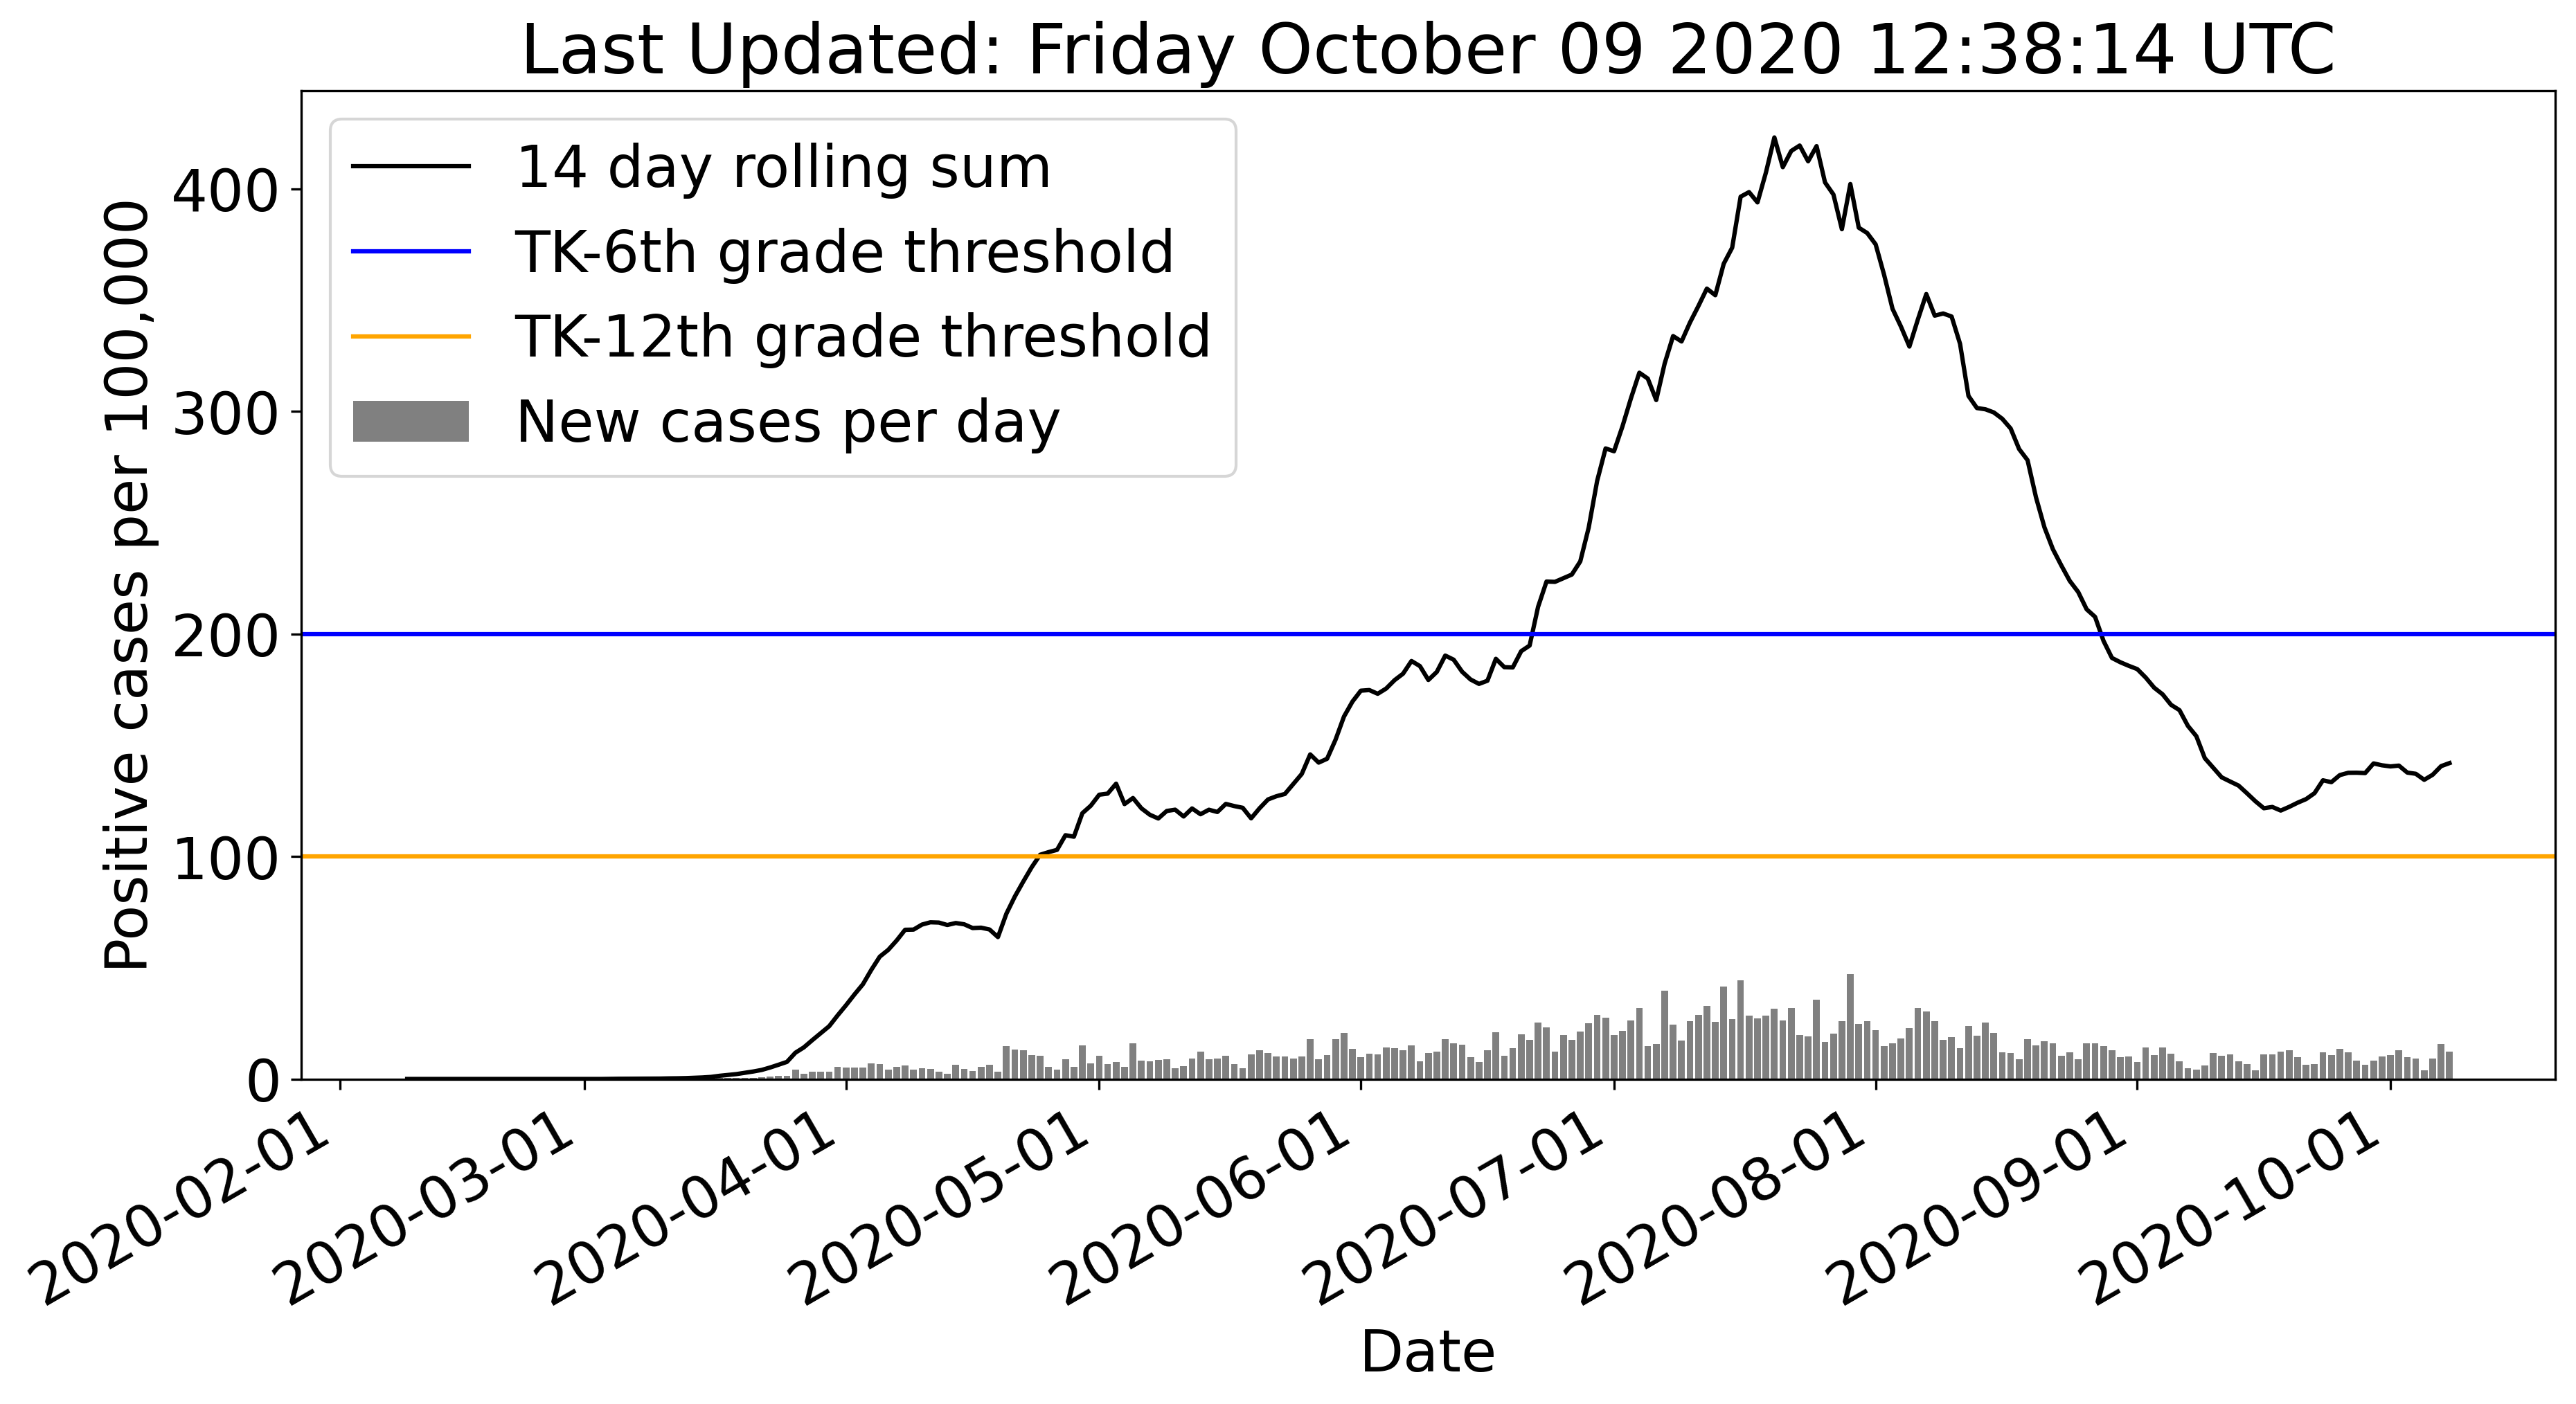 Last Updated: Friday October 09 2020 12:38:14 UTC
14 day rolling sum
TK-6th grade threshold
TK-12th grade threshold
New cases per day
Positive cases per 100,000
400
300
200
100
0
2020-02-01
2020-03-01
2020-04-01
2020-05-01
2020-06-01
2020-07-01
2020-08-01
2020-09-01
2020-10-01
Date